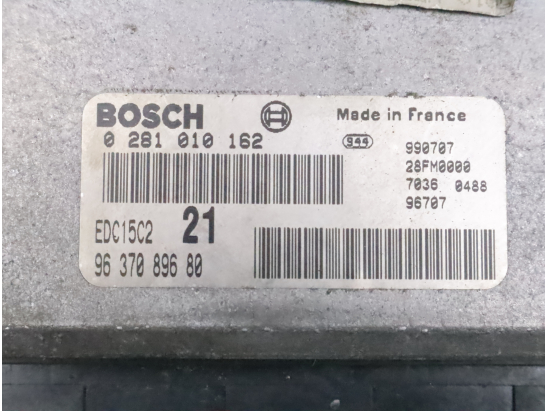 BOSCH
Made in France
0 281 010 162
944
990707
28FM0000
7036 0488
96707
EDC15C2 21
96 370 896 80